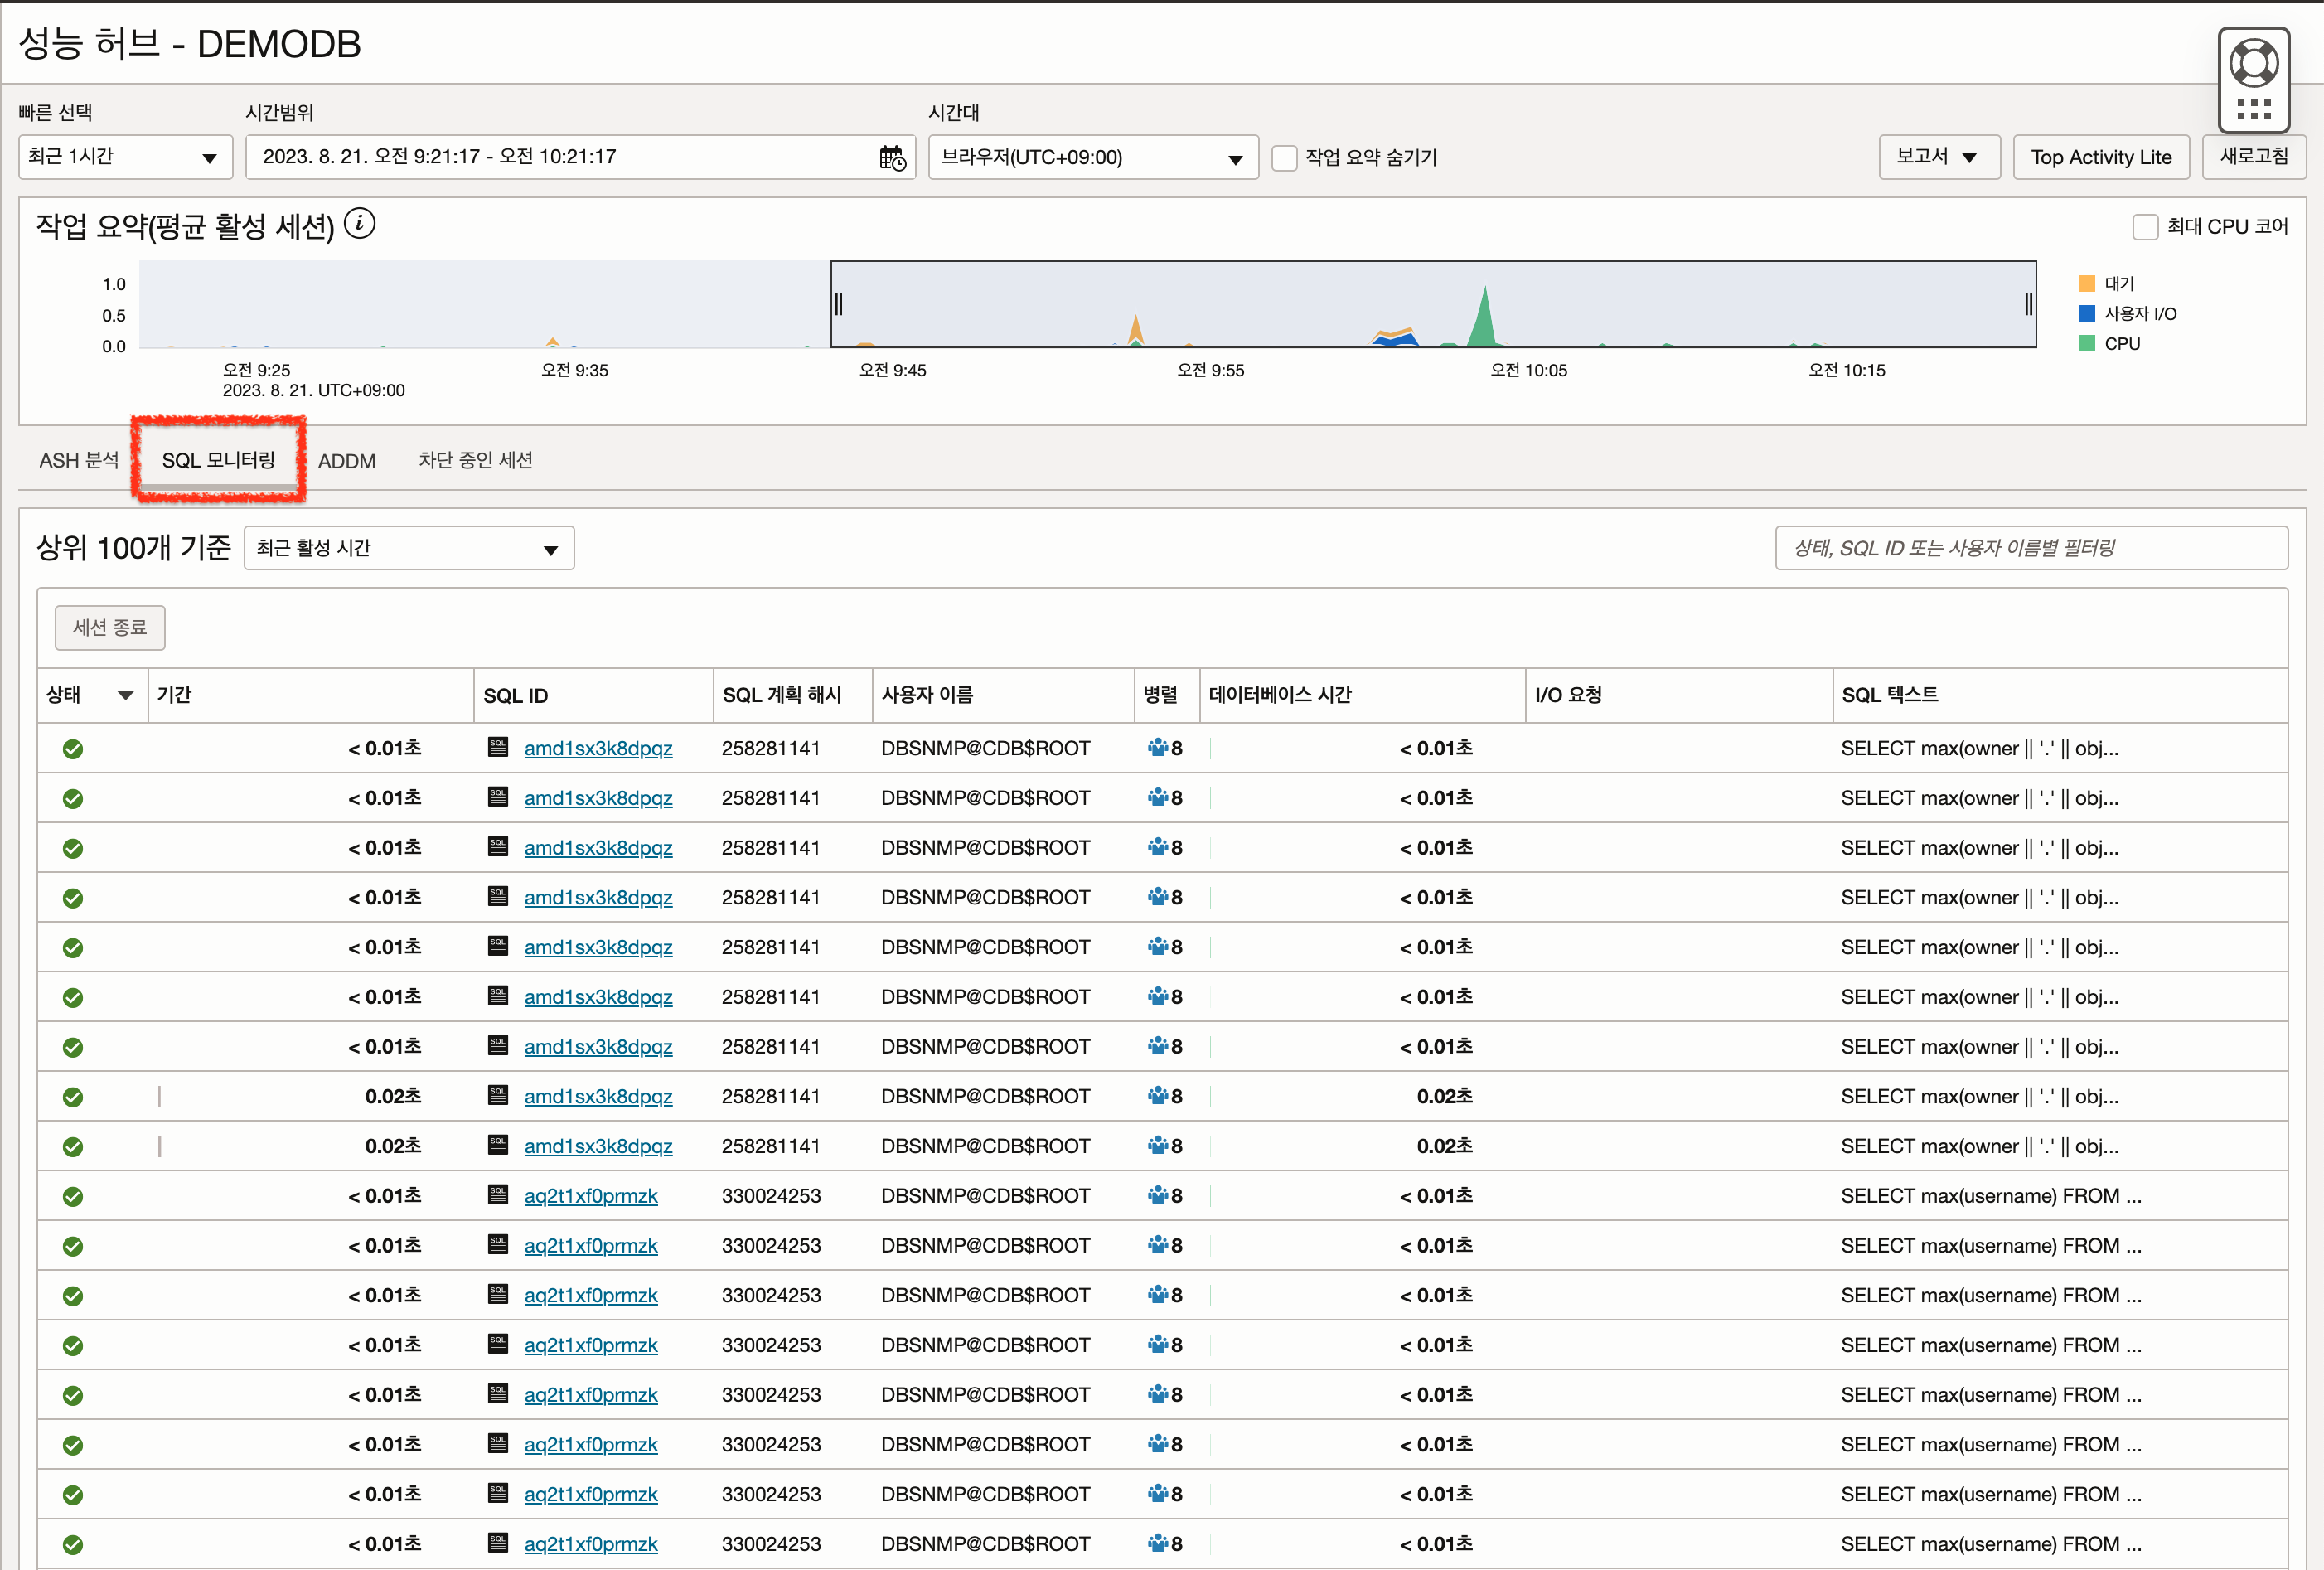 성능 허브 - DEMODB
빠른 선택 시간범위 시간대
최근 1시간 2023. 8. 21. 오전 9:21:17 - 오전 10:21:17 브라우저(UTC+09:00) 작업 요약 숨기기 보고서 Top Activity Lite 새로고침
작업 요약(평균 활성 세션) i 최대 CPU 코어
1.0
0.5
0.0
대기
사용자 I/O
CPU
오전 9:25 오전 9:35 오전 9:45 오전 9:55 오전 10:05 오전 10:15
2023. 8. 21. UTC+09:00
ASH 분석 SQL 모니터링 ADDM 차단 중인 세션
상위 100개 기준 최근 활성 시간 상태, SQL ID 또는 사용자 이름별 필터링
세션 종료
상태 기간 SQL ID SQL 계획 해시 사용자 이름 병렬 데이터베이스 시간 I/O 요청 SQL 텍스트
< 0.01초 SQL amd1sx3k8dpqz 258281141 DBSNMP@CDB$ROOT 8 < 0.01초 SELECT max(owner || '.' || obj...
< 0.01초 SQL amd1sx3k8dpqz 258281141 DBSNMP@CDB$ROOT 8 < 0.01초 SELECT max(owner || '.' || obj...
< 0.01초 SQL amd1sx3k8dpqz 258281141 DBSNMP@CDB$ROOT 8 < 0.01초 SELECT max(owner || '.' || obj...
< 0.01초 SQL amd1sx3k8dpqz 258281141 DBSNMP@CDB$ROOT 8 < 0.01초 SELECT max(owner || '.' || obj...
< 0.01초 SQL amd1sx3k8dpqz 258281141 DBSNMP@CDB$ROOT 8 < 0.01초 SELECT max(owner || '.' || obj...
< 0.01초 SQL amd1sx3k8dpqz 258281141 DBSNMP@CDB$ROOT 8 < 0.01초 SELECT max(owner || '.' || obj...
< 0.01초 SQL amd1sx3k8dpqz 258281141 DBSNMP@CDB$ROOT 8 < 0.01초 SELECT max(owner || '.' || obj...
0.02초 SQL amd1sx3k8dpqz 258281141 DBSNMP@CDB$ROOT 8 0.02초 SELECT max(owner || '.' || obj...
0.02초 SQL amd1sx3k8dpqz 258281141 DBSNMP@CDB$ROOT 8 0.02초 SELECT max(owner || '.' || obj...
< 0.01초 SQL aq2t1xf0prmzk 330024253 DBSNMP@CDB$ROOT 8 < 0.01초 SELECT max(username) FROM ...
< 0.01초 SQL aq2t1xf0prmzk 330024253 DBSNMP@CDB$ROOT 8 < 0.01초 SELECT max(username) FROM ...
< 0.01초 SQL aq2t1xf0prmzk 330024253 DBSNMP@CDB$ROOT 8 < 0.01초 SELECT max(username) FROM ...
< 0.01초 SQL aq2t1xf0prmzk 330024253 DBSNMP@CDB$ROOT 8 < 0.01초 SELECT max(username) FROM ...
< 0.01초 SQL aq2t1xf0prmzk 330024253 DBSNMP@CDB$ROOT 8 < 0.01초 SELECT max(username) FROM ...
< 0.01초 SQL aq2t1xf0prmzk 330024253 DBSNMP@CDB$ROOT 8 < 0.01초 SELECT max(username) FROM ...
< 0.01초 SQL aq2t1xf0prmzk 330024253 DBSNMP@CDB$ROOT 8 < 0.01초 SELECT max(username) FROM ...
< 0.01초 SQL aq2t1xf0prmzk 330024253 DBSNMP@CDB$ROOT 8 < 0.01초 SELECT max(username) FROM ...